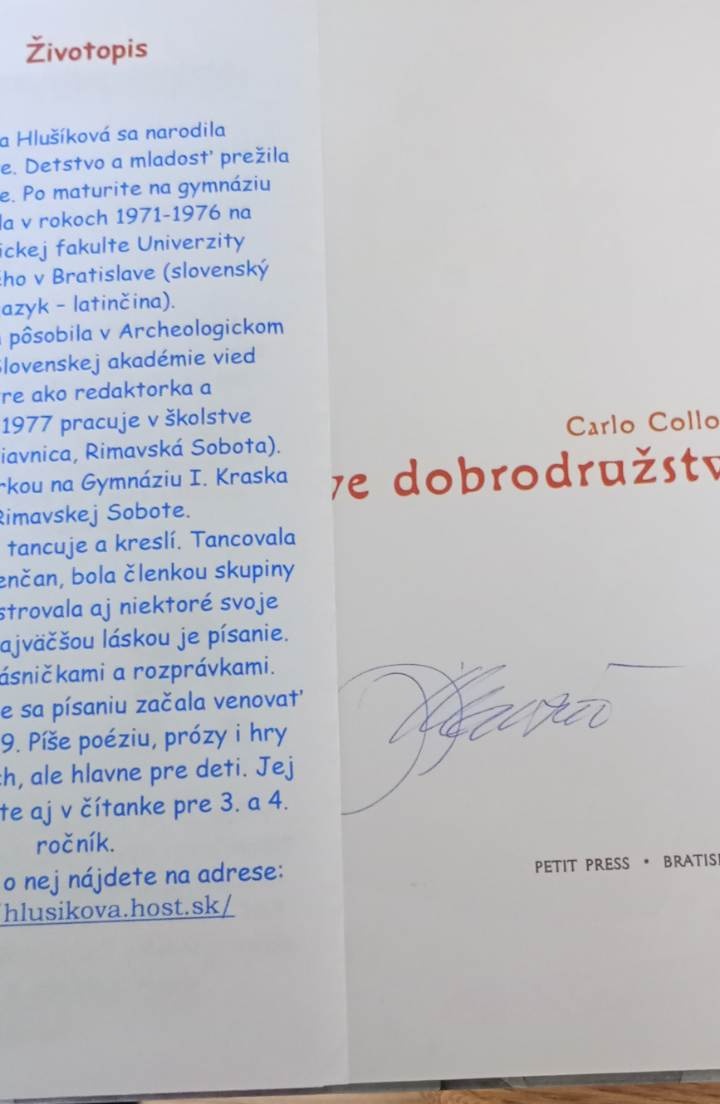 Životopis
a Hlušíková sa narodila
e. Detstvo a mladosť prežila
e. Po maturite na gymnáziu
la v rokoch 1971-1976 na
ickej fakulte Univerzity
ého v Bratislave (slovenský
azyk – latinčina).
pôsobila v Archeologickom
Slovenskej akadémie vied
re ako redaktorka a
1977 pracuje v školstve
iavnica, Rimavská Sobota).
rkou na Gymnáziu I. Kraska
Rimavskej Sobote.
tancuje a kreslí. Tancovala
enčan, bola členkou skupiny
strovala aj niektoré svoje
ajväčšou láskou je písanie.
ásničkami a rozprávkami.
e sa písaniu začala venovať
9. Píše poéziu, prózy i hry
ch, ale hlavne pre deti. Jej
te aj v čítanke pre 3. a 4.
ročník.
o nej nájdete na adrese:
/hlusikova.host.sk/
Carlo Collo
ve dobrodružstv
PETIT PRESS • BRATIS